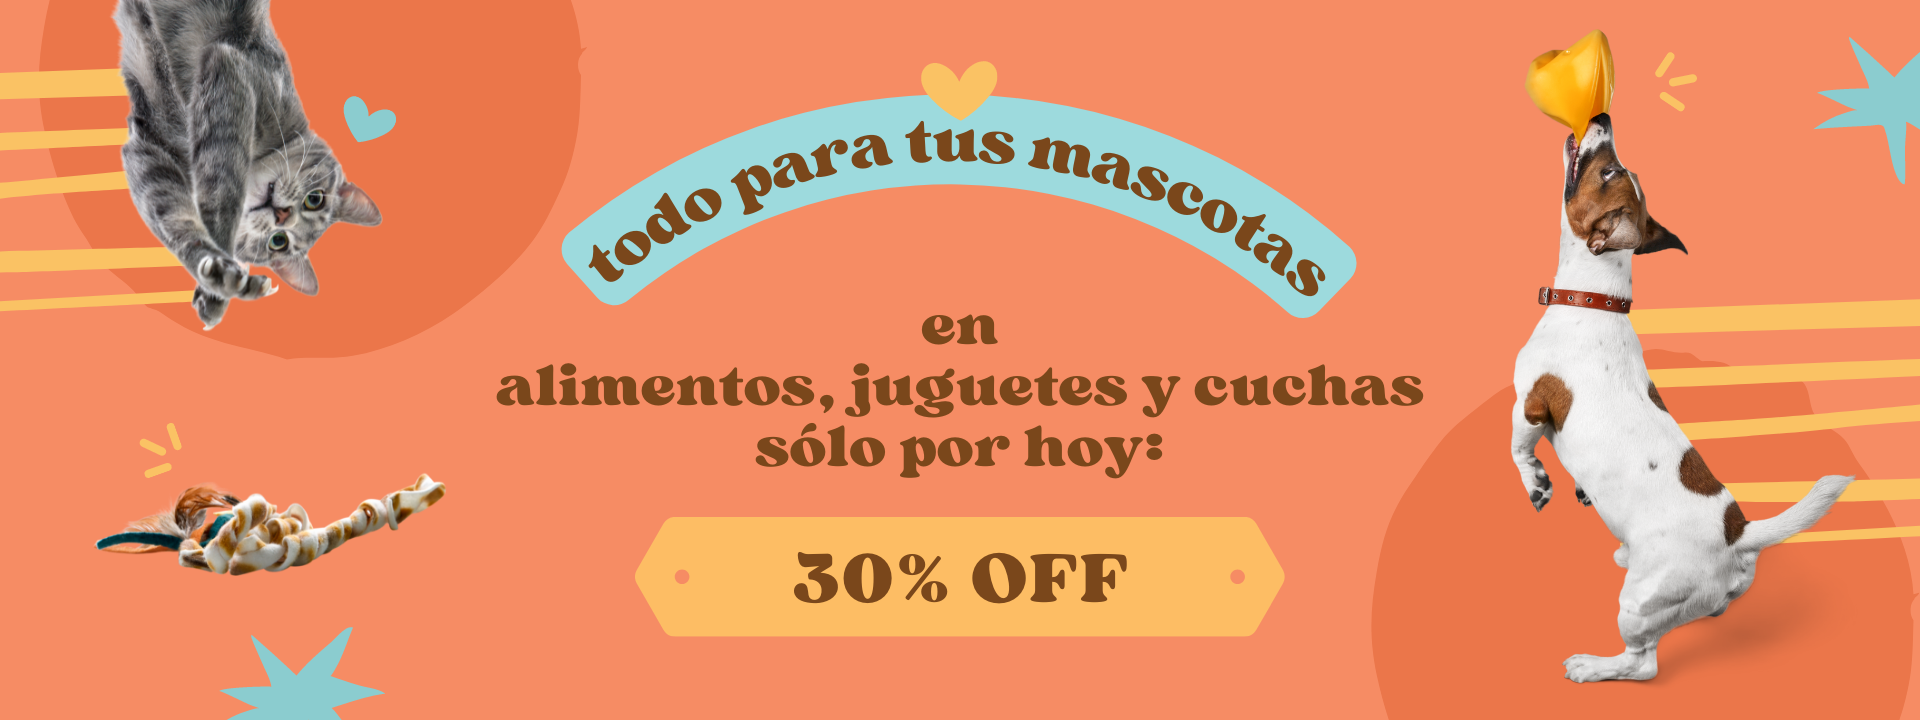 todo para tus mascotas
en
alimentos, juguetes y cuchas
sólo por hoy:
30% OFF